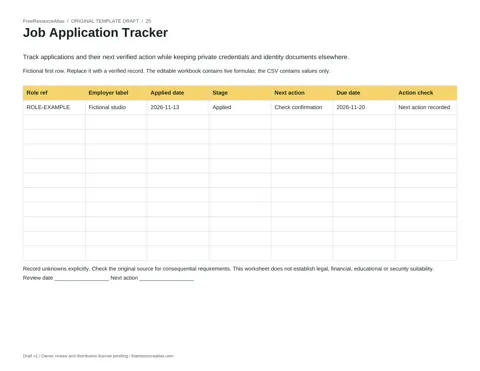 FreeResourceAtlas / ORIGINAL TEMPLATE DRAFT / 25
Job Application Tracker
Track applications and their next verified action while keeping private credentials and identity documents elsewhere.
Fictional first row. Replace it with a verified record. The editable workbook contains live formulas; the CSV contains values only.
Role ref Employer label Applied date Stage Next action Due date Action check
ROLE-EXAMPLE Fictional studio 2026-11-13 Applied Check confirmation 2026-11-20 Next action recorded
Record unknowns explicitly. Check the original source for consequential requirements. This worksheet does not establish legal, financial, educational or security suitability.
Review date ____________________ Next action ____________________
Draft v1 / Owner review and distribution license pending / freeresourceatlas.com